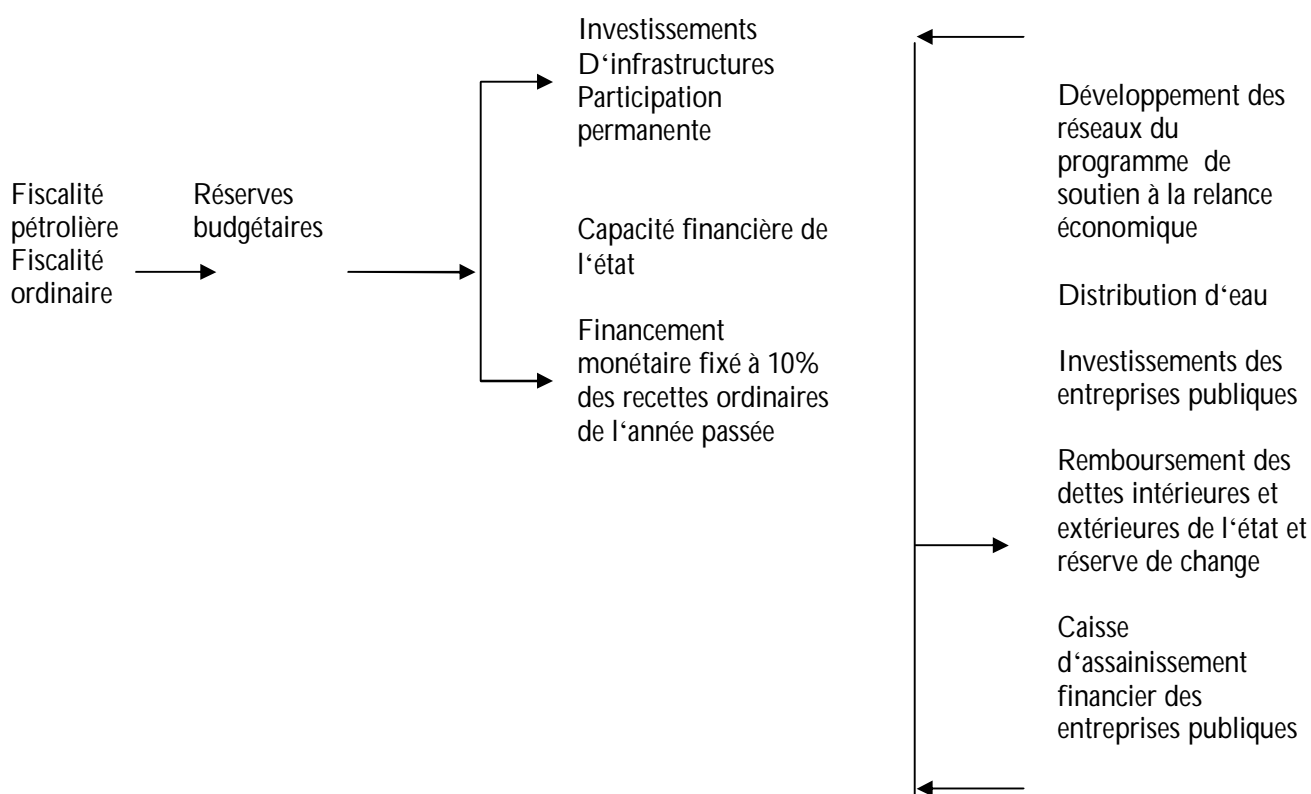 Fiscalité
pétrolière
Fiscalité
ordinaire
Réserves
budgétaires
Investissements
D‘infrastructures
Participation
permanente
Capacité financière de
l‘état
Financement
monétaire fixé à 10%
des recettes ordinaires
de l‘année passée
Développement des
réseaux du
programme de
soutien à la relance
économique
Distribution d‘eau
Investissements des
entreprises publiques
Remboursement des
dettes intérieures et
extérieures de l‘état et
réserve de change
Caisse
d‘assainissement
financier des
entreprises publiques